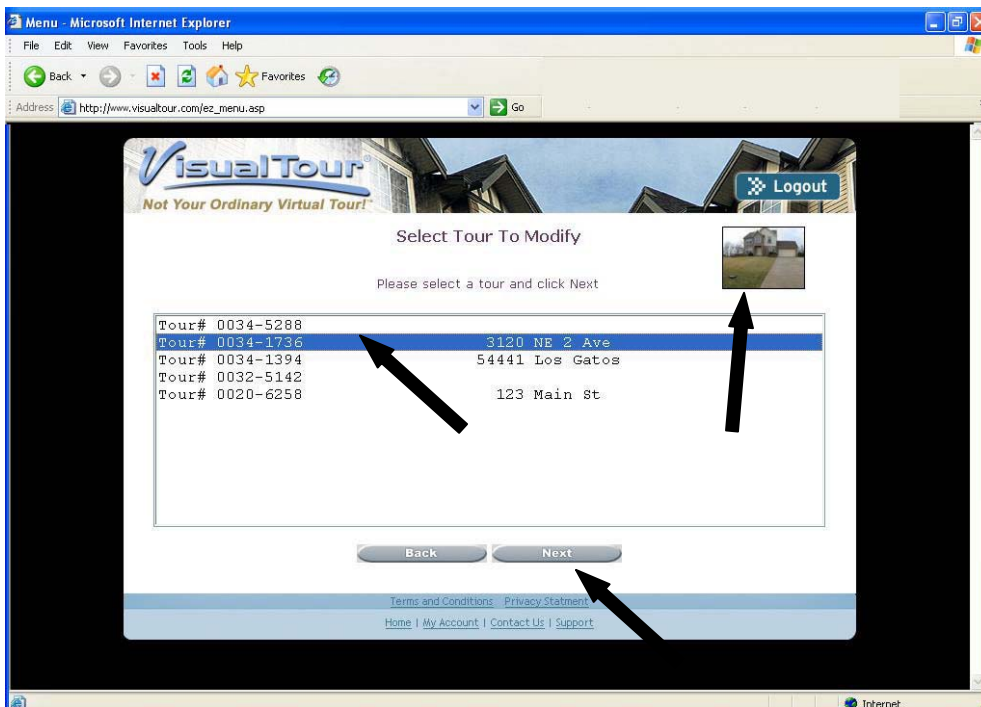 Menu - Microsoft Internet Explorer
File Edit View Favorites Tools Help
Back Favorites
Address http://www.visualtour.com/ez_menu.asp Go
VisualTour
Not Your Ordinary Virtual Tour!
Logout
Select Tour To Modify
Please select a tour and click Next
Tour# 0034-5288
Tour# 0034-1736 3120 NE 2 Ave
Tour# 0034-1394 54441 Los Gatos
Tour# 0032-5142
Tour# 0020-6258 123 Main St
Back Next
Terms and Conditions Privacy Statment
Home | My Account | Contact Us | Support
Internet